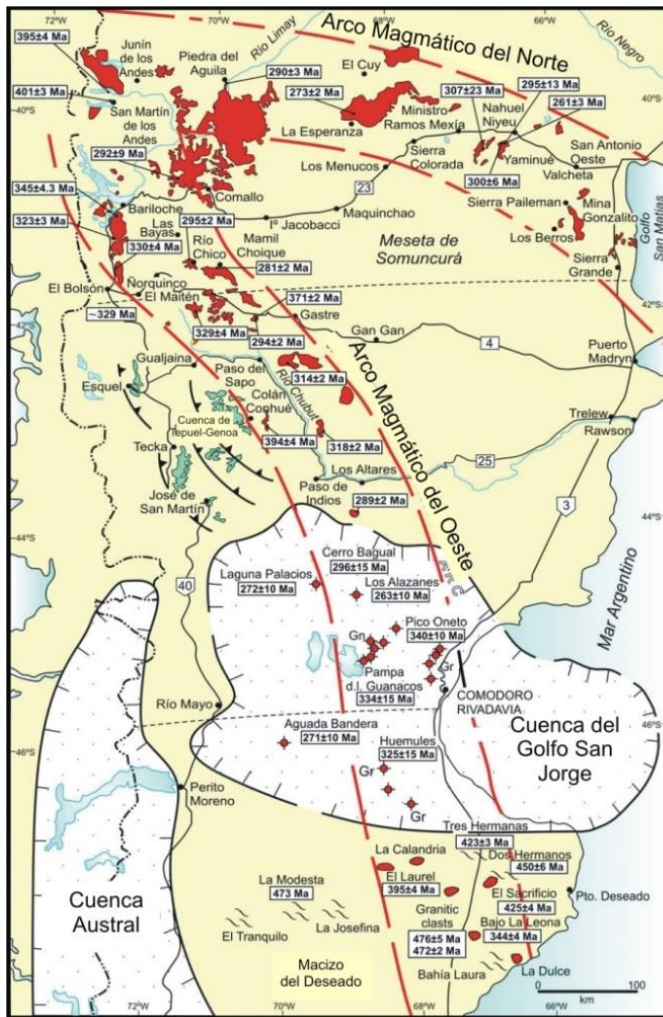 72°W
70°W
68°W
66°W
395±4 Ma
Junín
de los
Andes
Piedra del
Aguila
Río Limay
Arco Magmático del Norte
Río Negro
290±3 Ma
El Cuy
401±3 Ma
273±2 Ma
307±23 Ma
295±13 Ma
261±3 Ma
40°S
40°S
San Martín
de los
Andes
Ministro
Ramos Mexía
Nahuel
Niyeu
La Esperanza
San Antonio
Oeste
292±9 Ma
Los Menucos
Sierra
Colorada
Yaminué
Valcheta
300±6 Ma
345±4.3 Ma
Comallo
23
Sierra Paileman
Mina
Gonzalito
323±3 Ma
Bariloche
Las
Bayas
295±2 Ma
Iº Jacobacci
Maquinchao
Golfo
San Matías
330±4 Ma
Río
Chico
Mamil
Choique
Meseta de
Somuncurá
Los Berros
281±2 Ma
Sierra
Grande
El Bolsón
Ñorquinco
El Maitén
371±2 Ma
42°S
42°S
~329 Ma
329±4 Ma
Gastre
294±2 Ma
Gan Gan
4
Puerto
Madryn
Gualjaina
Paso del
Sapo
314±2 Ma
Arco Magmático del Oeste
Esquel
Colán
Conhué
Río Chubut
Cuenca de
Tepuel-Genoa
Trelew
Rawson
Tecka
394±4 Ma
318±2 Ma
25
Los Altares
José de
San Martín
Paso de
Indios
289±2 Ma
3
44°S
44°S
Cerro Bagual
296±15 Ma
Laguna Palacios
272±10 Ma
Los Alazanes
263±10 Ma
40
Mar Argentino
Pico Oneto
340±10 Ma
Gn
Gr
Pampa
d.l. Guanacos
334±15 Ma
COMODORO
RIVADAVIA
Río Mayo
Aguada Bandera
271±10 Ma
Huemules
325±15 Ma
Cuenca del
Golfo San
Jorge
46°S
46°S
Gr
Perito
Moreno
Gr
Tres Hermanas
423±3 Ma
La Calandria
Dos Hermanos
450±6 Ma
La Modesta
473 Ma
El Laurel
395±4 Ma
El Sacrificio
425±4 Ma
Pto. Deseado
Cuenca
Austral
La Josefina
Granitic
clasts
Bajo La Leona
344±4 Ma
El Tranquilo
476±5 Ma
472±2 Ma
Macizo
del Deseado
Bahía Laura
La Dulce
0
100
km
72°W
70°W
68°W
66°W